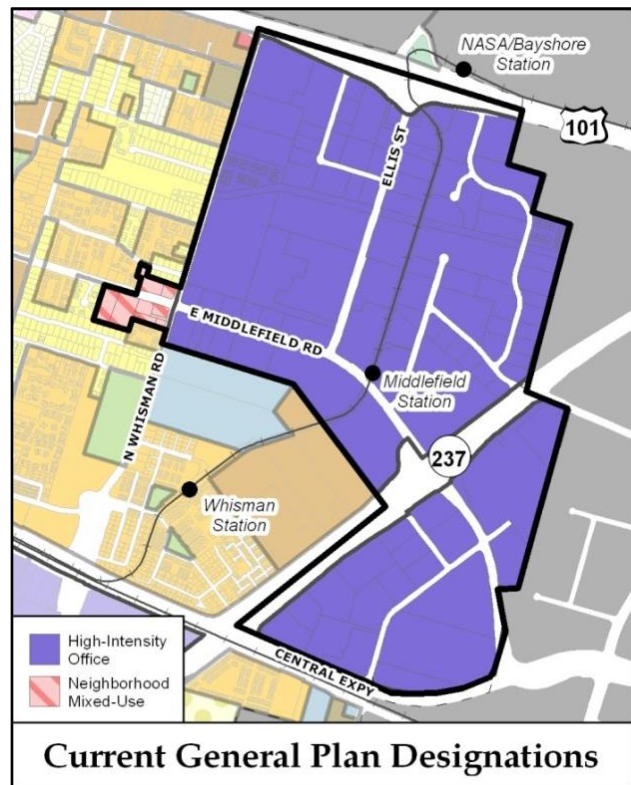 NASA/Bayshore
Station
101
ELLIS ST
E MIDDLEFIELD RD
N WHISMAN RD
Middlefield
Station
237
Whisman
Station
CENTRAL EXPY
High-Intensity
Office
Neighborhood
Mixed-Use
Current General Plan Designations